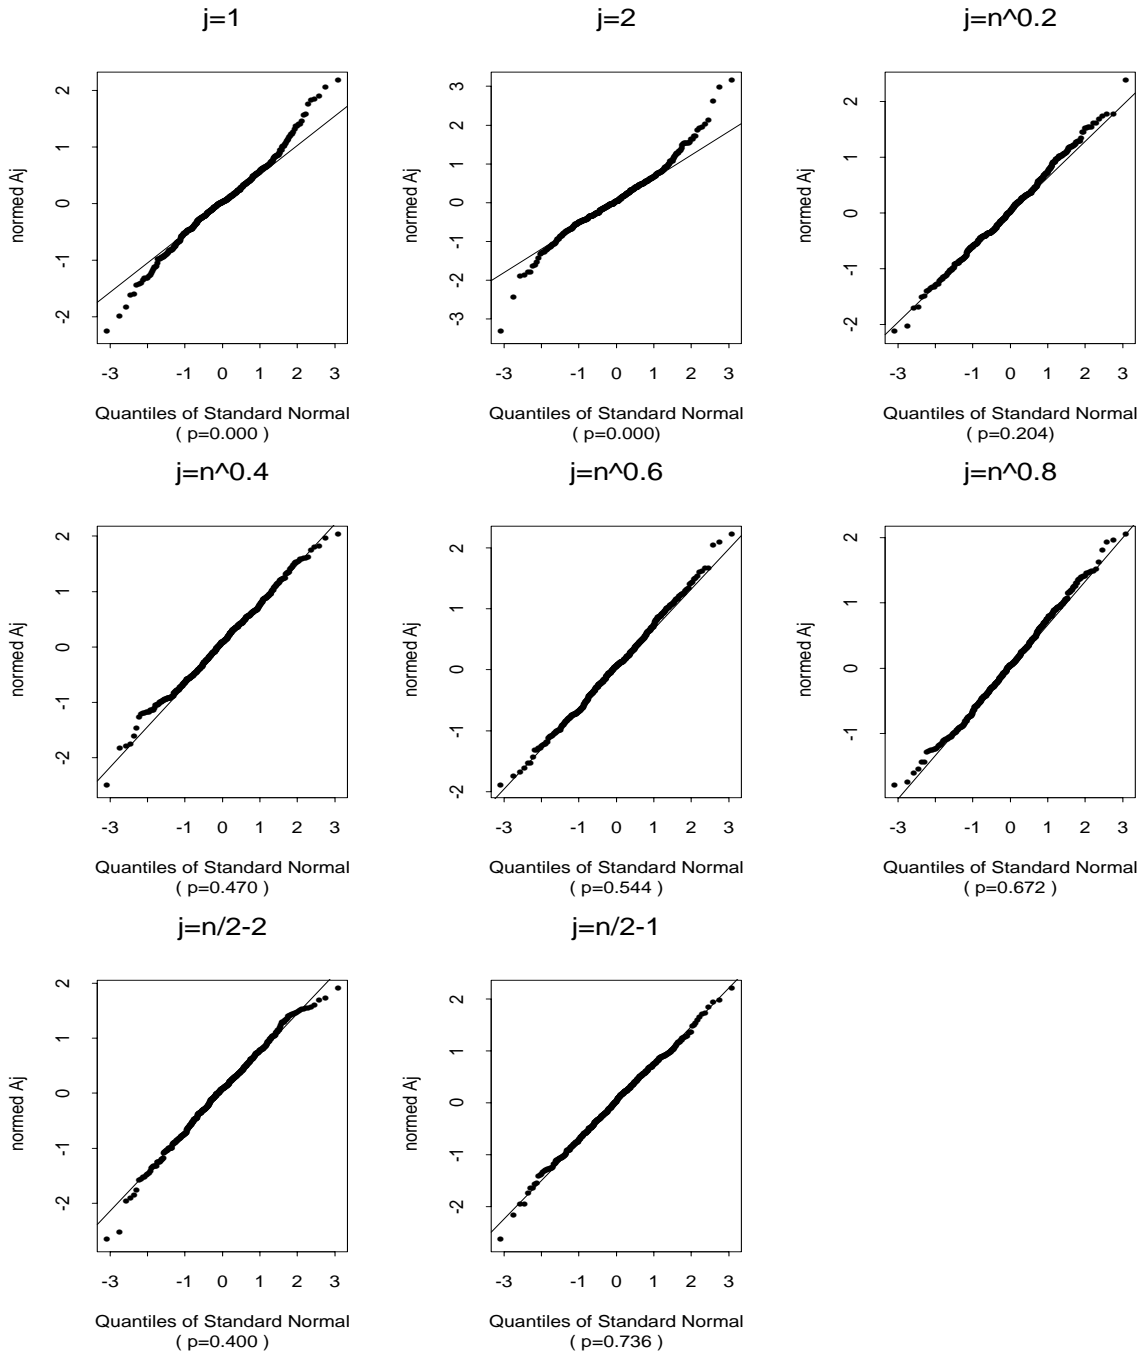 j=1
j=2
j=n^0.2
normed Aj
2
1
0
-1
-2
-3
-1
0
1
2
3
Quantiles of Standard Normal
( p=0.000 )
normed Aj
3
2
1
0
-1
-3
-3
-1
0
1
2
3
Quantiles of Standard Normal
( p=0.000)
normed Aj
2
1
0
-1
-2
-3
-1
0
1
2
3
Quantiles of Standard Normal
( p=0.204)
j=n^0.4
j=n^0.6
j=n^0.8
normed Aj
2
1
0
-1
-2
-3
-1
0
1
2
3
Quantiles of Standard Normal
( p=0.470 )
normed Aj
2
1
0
-1
-2
-3
-1
0
1
2
3
Quantiles of Standard Normal
( p=0.544 )
normed Aj
2
1
0
-1
-3
-1
0
1
2
3
Quantiles of Standard Normal
( p=0.672 )
j=n/2-2
j=n/2-1
normed Aj
2
1
0
-1
-2
-3
-1
0
1
2
3
Quantiles of Standard Normal
( p=0.400 )
normed Aj
2
1
0
-1
-2
-3
-1
0
1
2
3
Quantiles of Standard Normal
( p=0.736 )